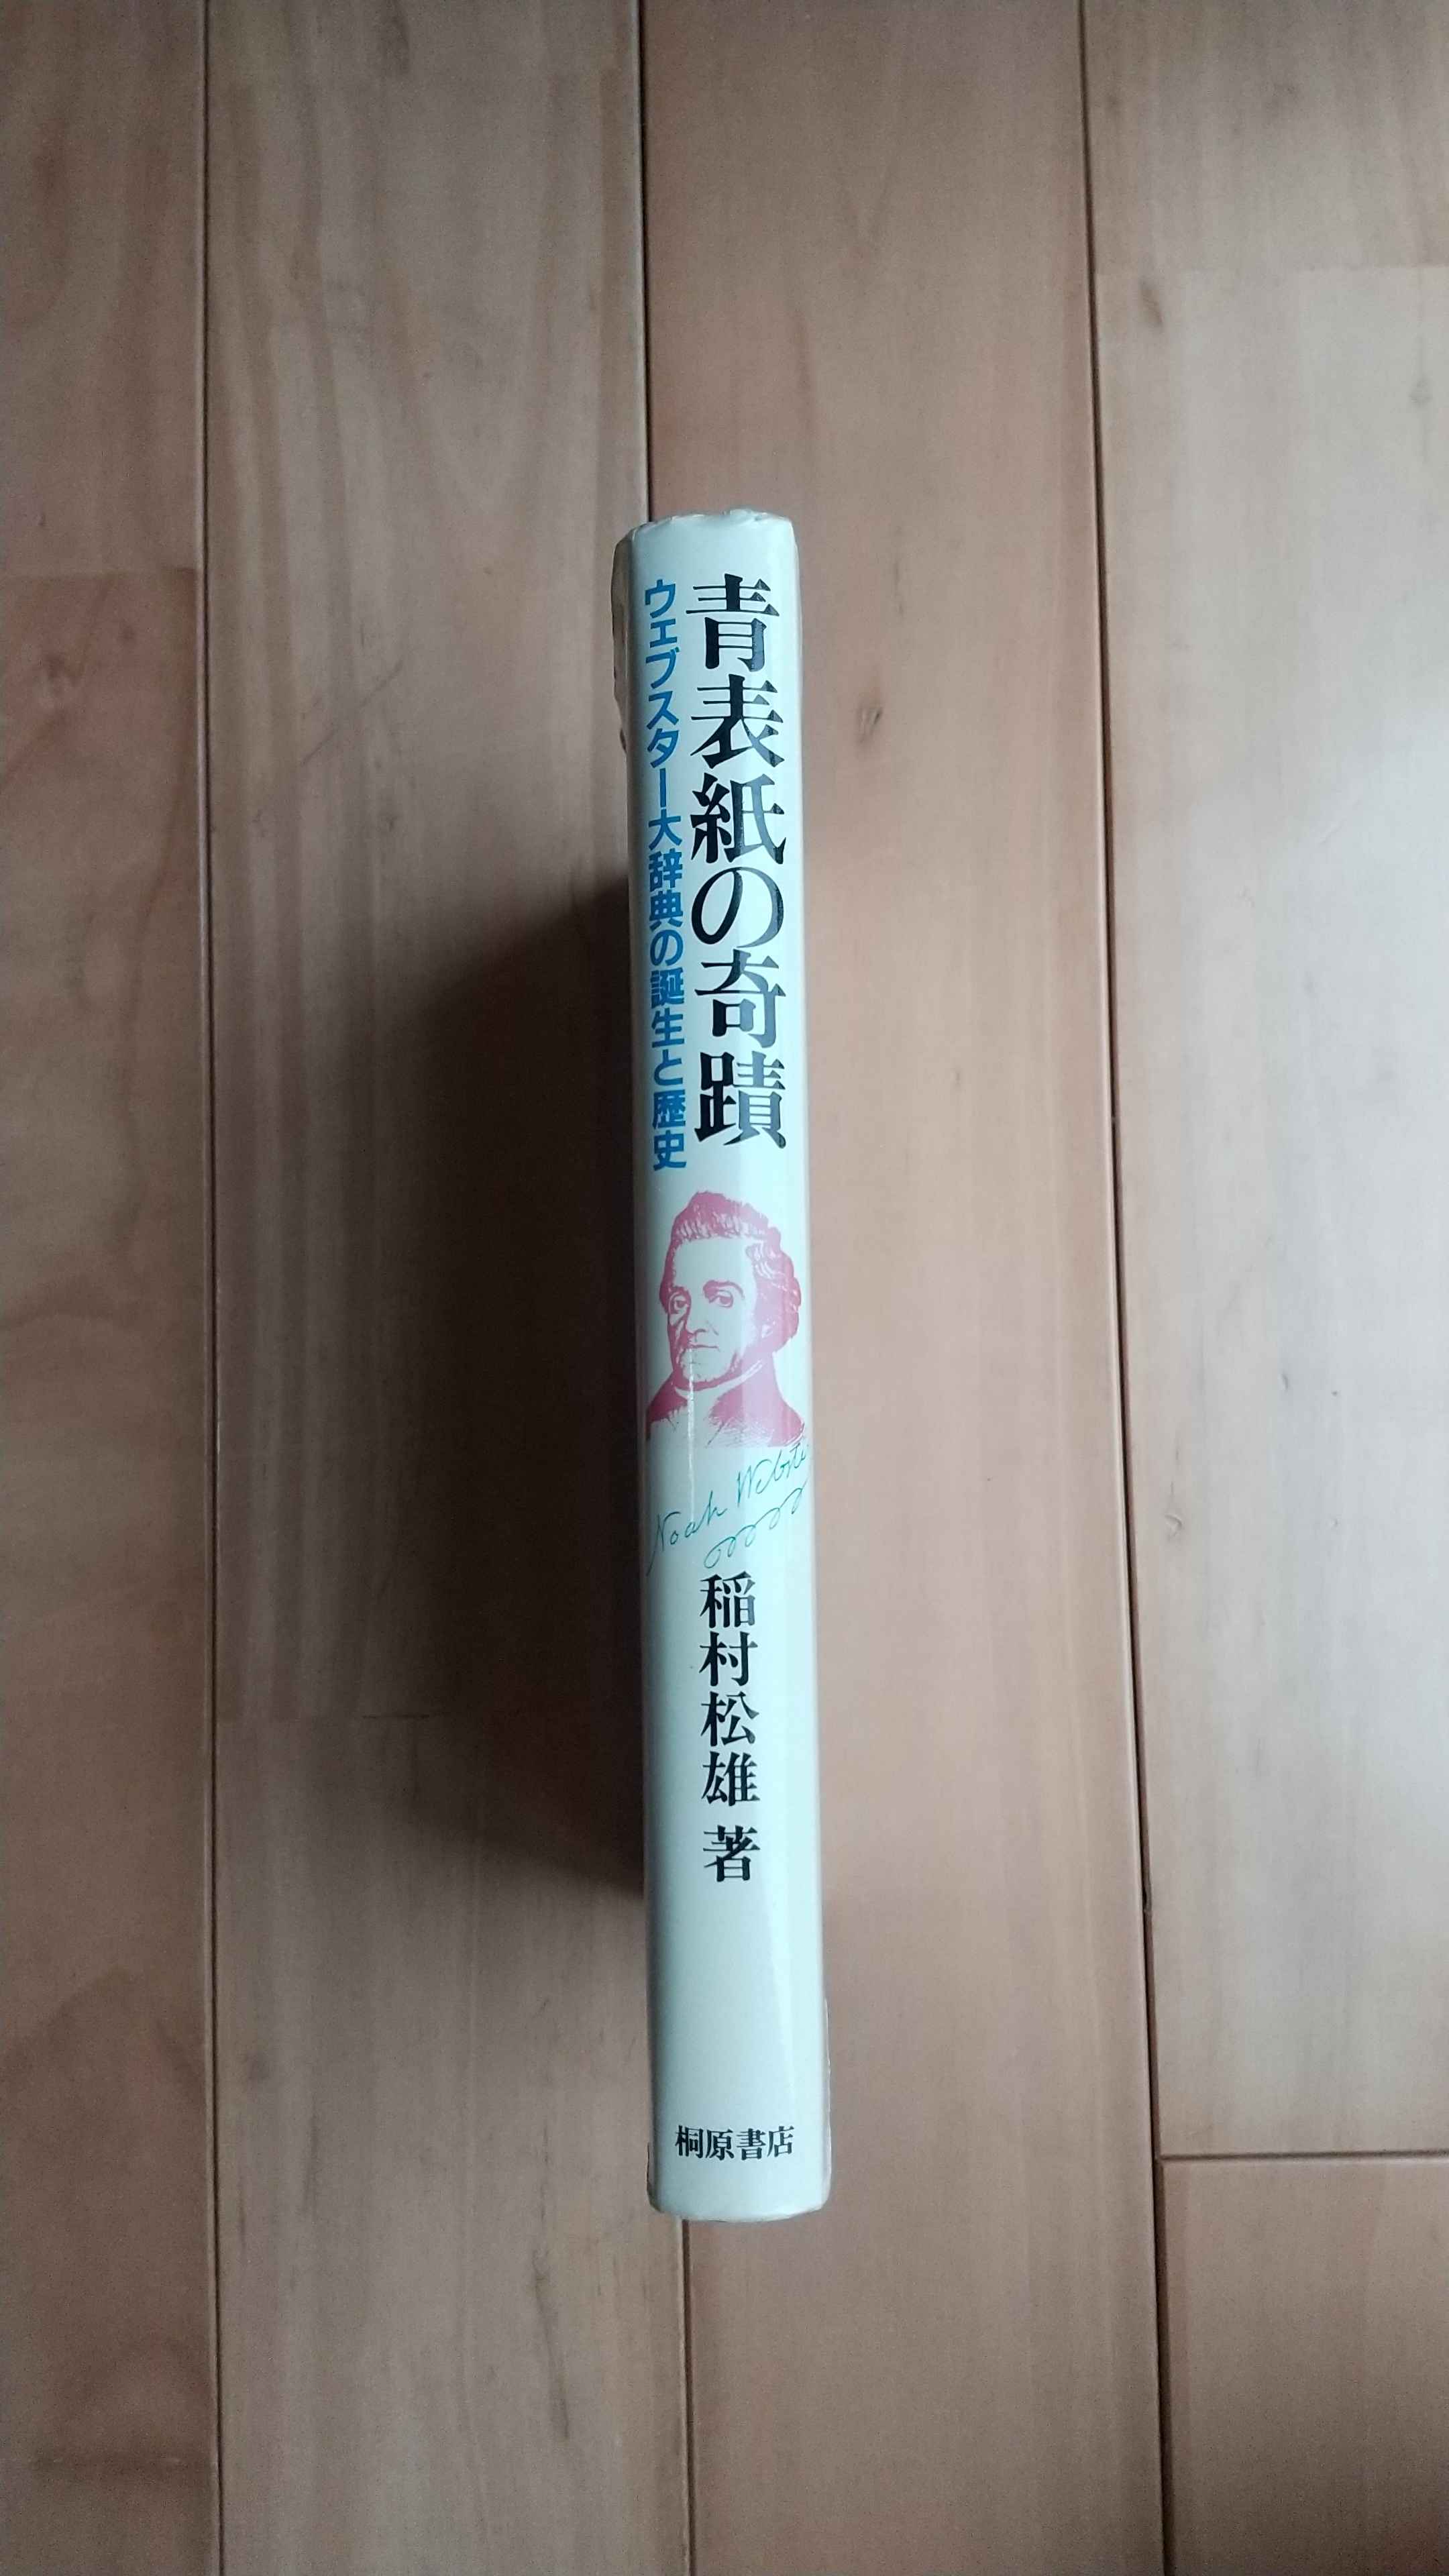 青表紙の奇蹟
ウェブスター大辞典の誕生と歴史
Noah Webste
稲村松雄 著
桐原書店